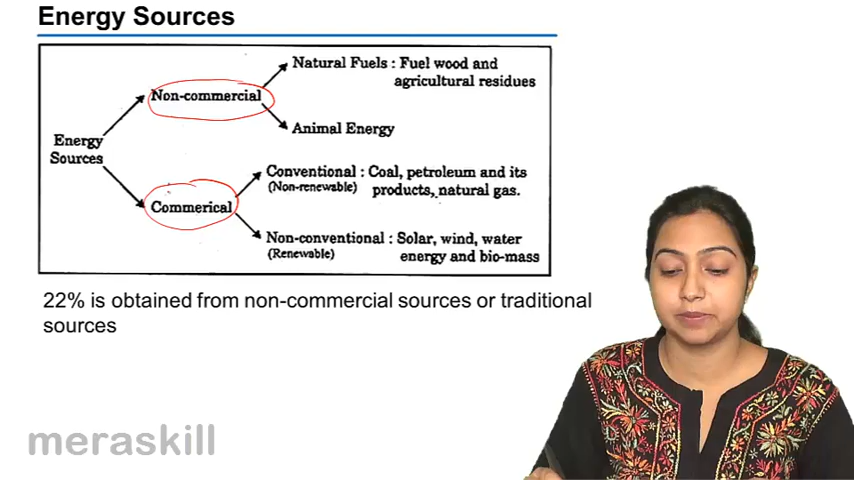 Energy Sources
Natural Fuels : Fuel wood and
agricultural residues
Non-commercial
Animal Energy
Energy
Sources
Conventional : Coal, petroleum and its
(Non-renewable) products, natural gas.
Commerical
Non-conventional : Solar, wind, water
(Renewable) energy and bio-mass
22% is obtained from non-commercial sources or traditional
sources
meraskill